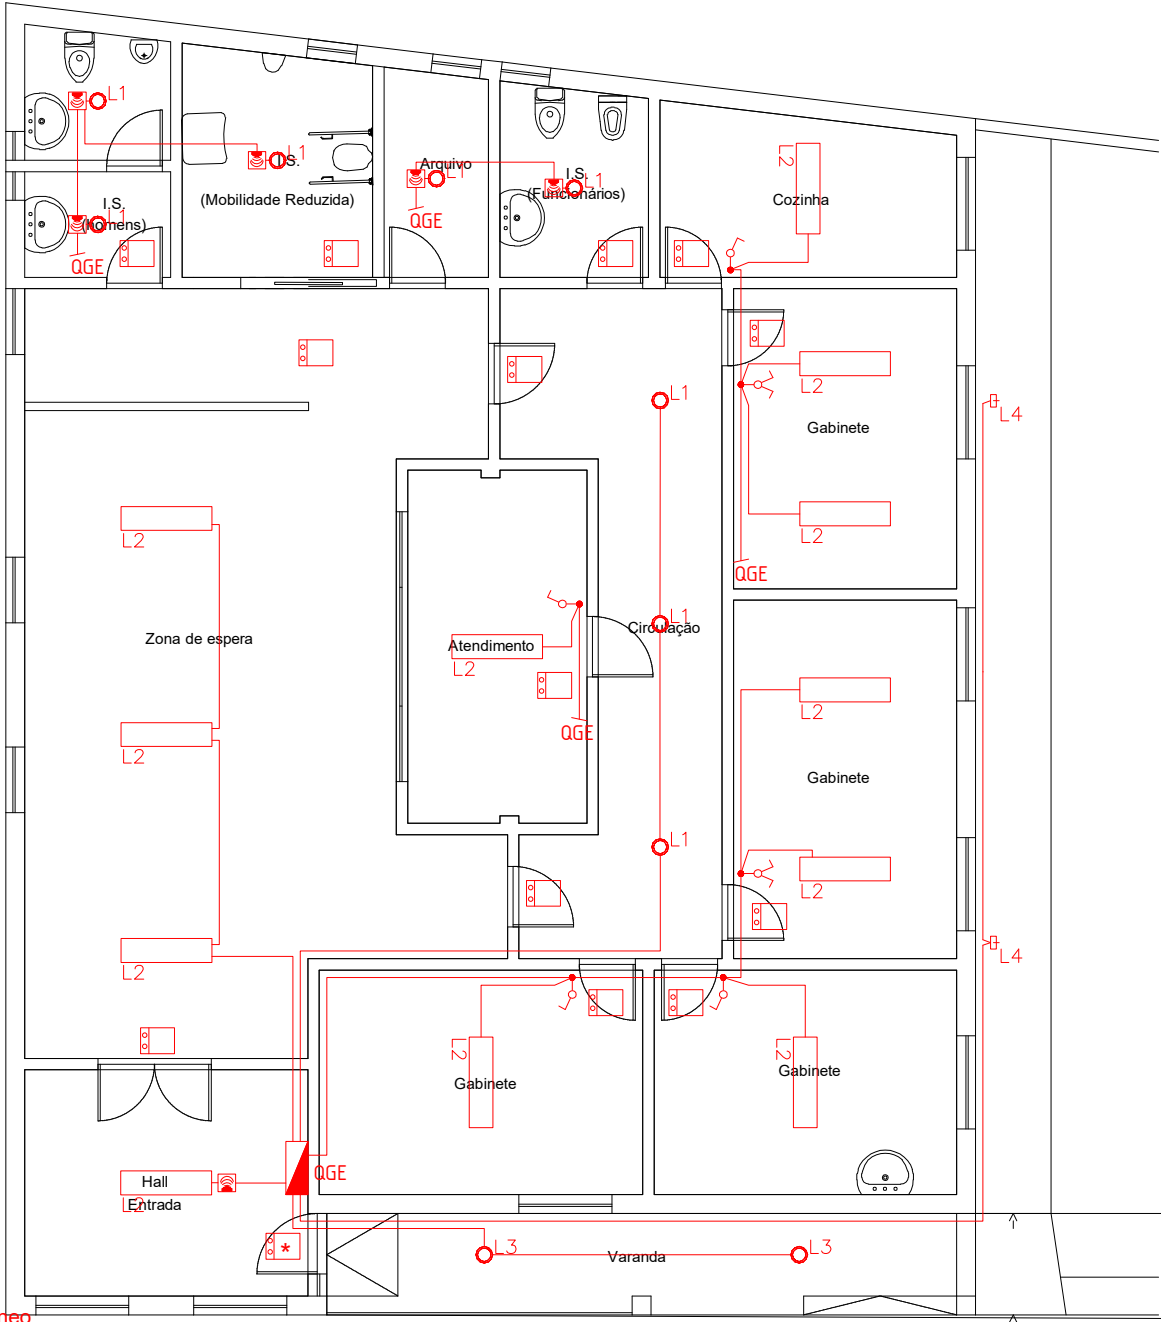 L1
L1
I.S.
(Mobilidade Reduzida)
Arquivo
L1
I.S.
(Funcionários)
L1
L2
Cozinha
I.S.
(homens)
L1
QGE
QGE
L2
Gabinete
L2
QGE
L1
L4
L2
Zona de espera
L2
L2
Atendimento
L2
QGE
Circulação
L1
L1
L2
Gabinete
L2
L4
L2
Gabinete
L2
Gabinete
QGE
Hall
Entrada
L2
*
L3
Varanda
L3